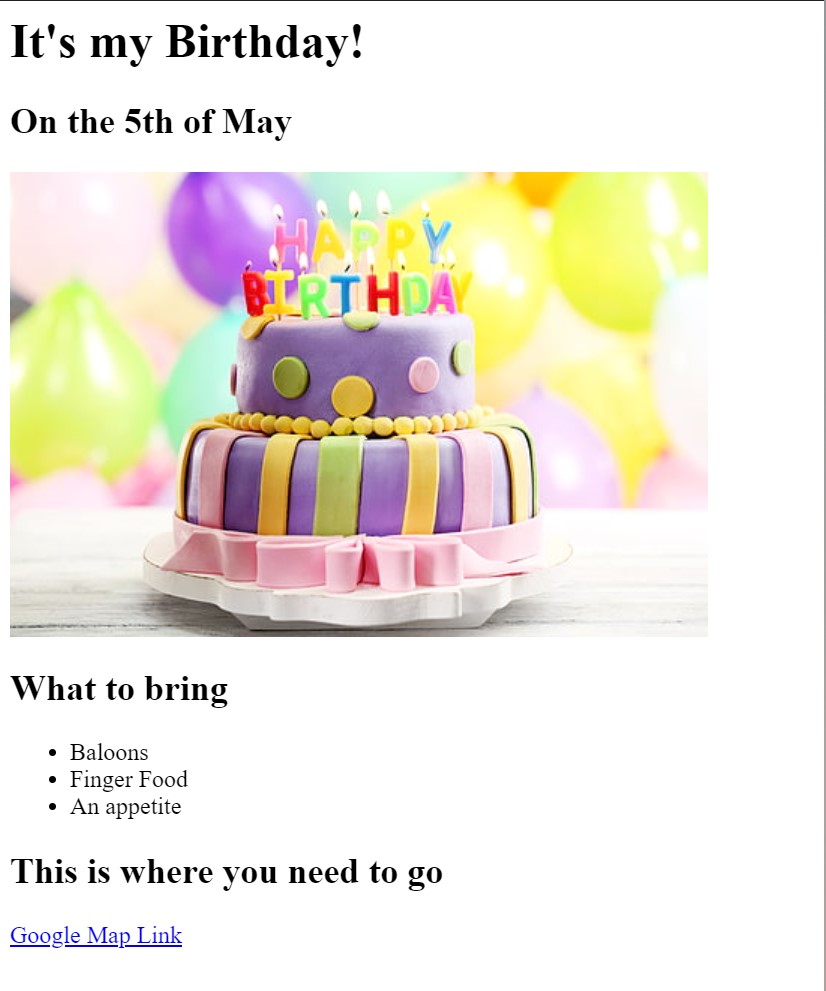 It's my Birthday!
On the 5th of May
HAPPY
BIRTHDAY
What to bring
Baloons
Finger Food
An appetite
This is where you need to go
Google Map Link